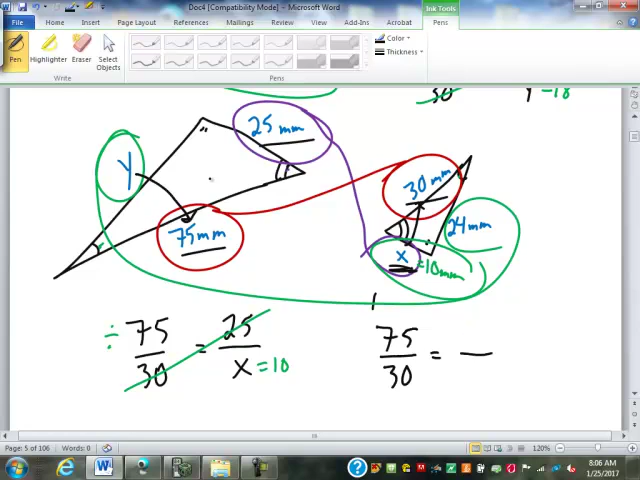 Doc4 [Compatibility Mode] - Microsoft Word
Ink Tools
File Home Insert Page Layout References Mailings Review View Add-Ins Acrobat Pens
Pen Highlighter Eraser Select Objects
Color
Thickness
Write Pens
30 Y = 18
25 mm
Y
30 mm
75 mm
24 mm
X = 10 mm
÷ 75/30 = 25/X = 10
75/30 = —
Page: 5 of 106 Words: 0 120%
8:06 AM
1/25/2017